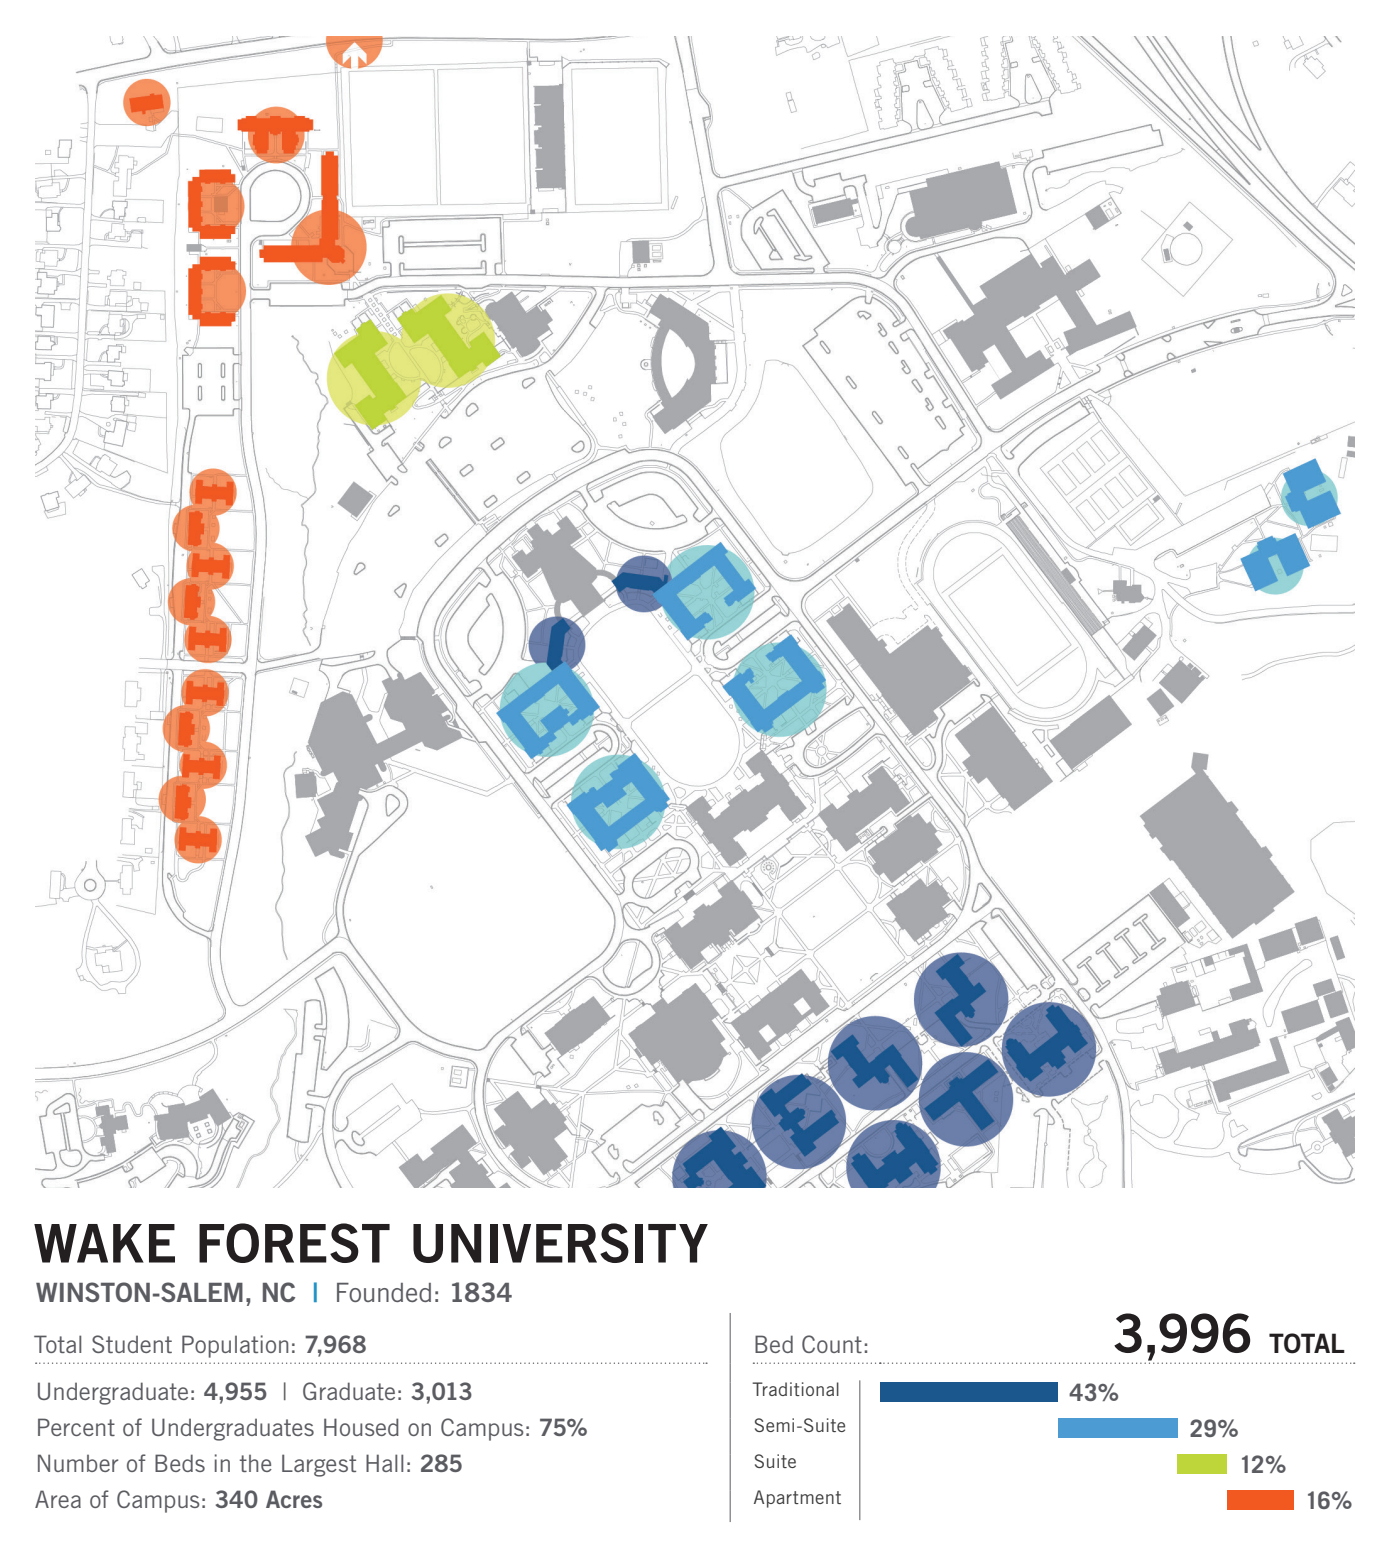 WAKE FOREST UNIVERSITY
WINSTON-SALEM, NC | Founded: 1834
Total Student Population: 7,968
Undergraduate: 4,955 | Graduate: 3,013
Percent of Undergraduates Housed on Campus: 75%
Number of Beds in the Largest Hall: 285
Area of Campus: 340 Acres
Bed Count: 3,996 TOTAL
Traditional 43%
Semi-Suite 29%
Suite 12%
Apartment 16%